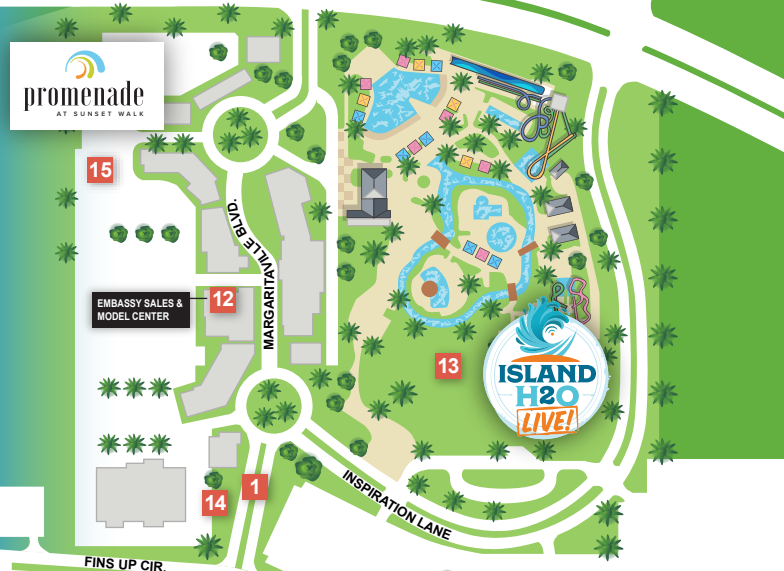 promenade
AT SUNSET WALK
15
MARGARITAVILLE BLVD.
EMBASSY SALES &
MODEL CENTER
12
13
ISLAND
H2O
LIVE!
14
1
INSPIRATION LANE
FINS UP CIR.